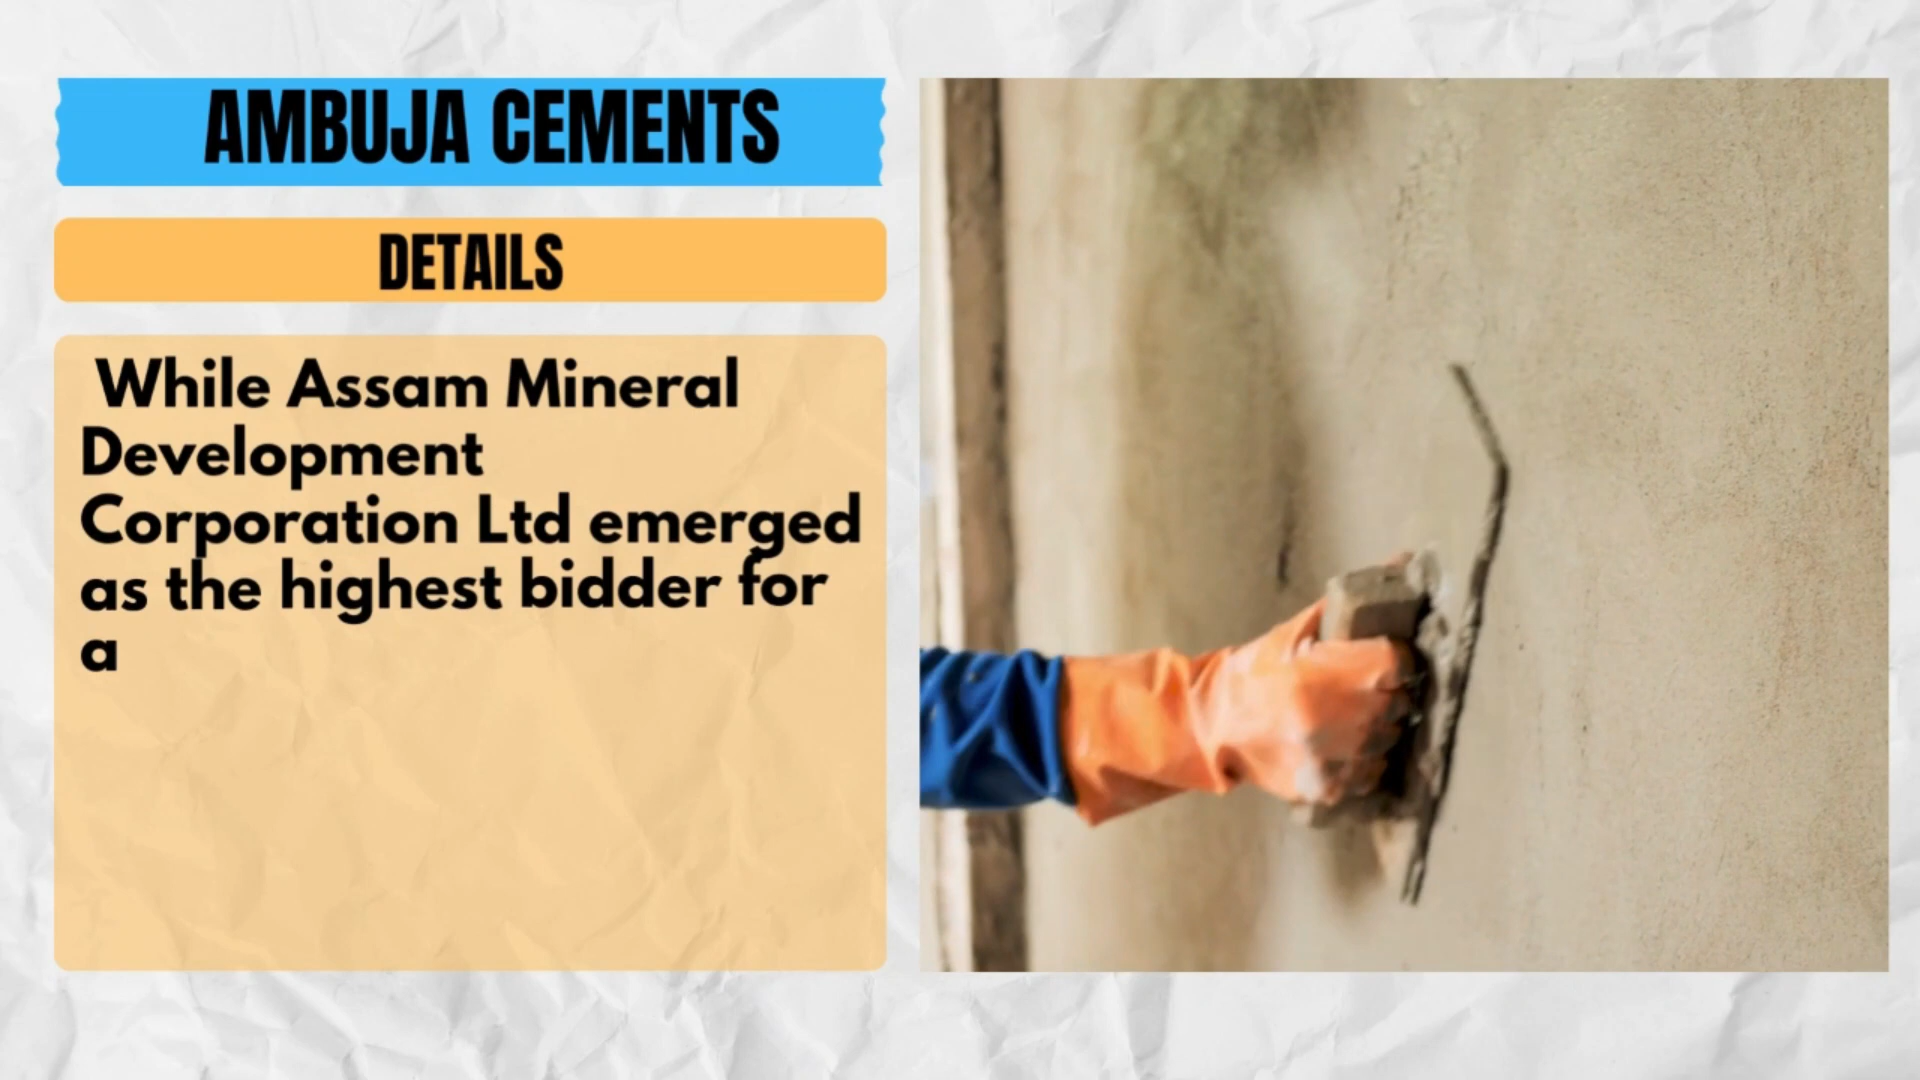 AMBUJA CEMENTS
DETAILS
While Assam Mineral
Development
Corporation Ltd emerged
as the highest bidder for
a